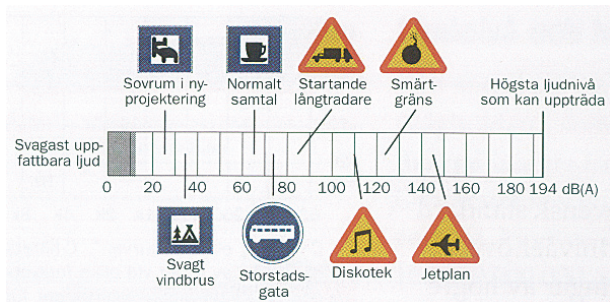 Sovrum i ny-
projektering
Normalt
samtal
Startande
långtradare
Smärt-
gräns
Högsta ljudnivå
som kan uppträda
Svagast upp-
fattbara ljud
0 20 40 60 80 100 120 140 160 180 194 dB(A)
Svagt
vindbrus
Storstads-
gata
Diskotek
Jetplan